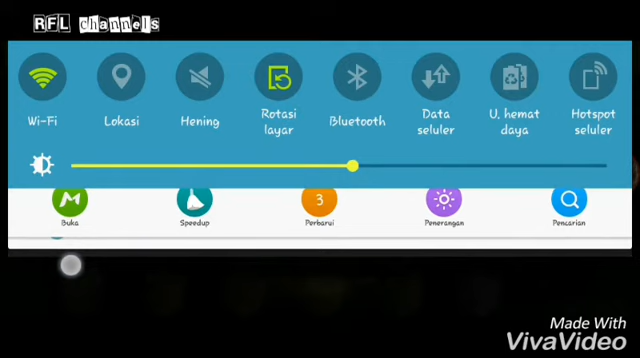 RFL channels
Wi-Fi
Lokasi
Hening
Rotasi
layar
Bluetooth
Data
seluler
U. hemat
daya
Hotspot
seluler
Buka
Speedup
3
Perbarui
Penerangan
Pencarian
Made With
VivaVideo